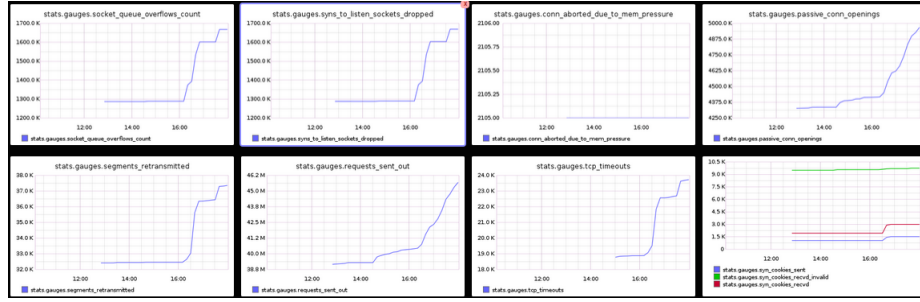 stats.gauges.socket_queue_overflows_count
1700.0 K
1600.0 K
1500.0 K
1400.0 K
1300.0 K
1200.0 K
12:00
14:00
16:00
stats.gauges.socket_queue_overflows_count
stats.gauges.syns_to_listen_sockets_dropped
1700.0 K
1600.0 K
1500.0 K
1400.0 K
1300.0 K
1200.0 K
12:00
14:00
16:00
stats.gauges.syns_to_listen_sockets_dropped
stats.gauges.conn_aborted_due_to_mem_pressure
2106.00
2105.75
2105.50
2105.25
2105.00
12:00
14:00
16:00
stats.gauges.conn_aborted_due_to_mem_pressure
stats.gauges.passive_conn_openings
5000.0 K
4875.0 K
4750.0 K
4625.0 K
4500.0 K
4375.0 K
4250.0 K
12:00
14:00
16:00
stats.gauges.passive_conn_openings
stats.gauges.segments_retransmitted
38.0 K
37.0 K
36.0 K
35.0 K
34.0 K
33.0 K
32.0 K
12:00
14:00
16:00
stats.gauges.segments_retransmitted
stats.gauges.requests_sent_out
46.2 M
45.0 M
43.8 M
42.5 M
41.2 M
40.0 M
38.8 M
12:00
14:00
16:00
stats.gauges.requests_sent_out
stats.gauges.tcp_timeouts
24.0 K
23.0 K
22.0 K
21.0 K
20.0 K
19.0 K
18.0 K
12:00
14:00
16:00
stats.gauges.tcp_timeouts
10.5 K
9.0 K
7.5 K
6.0 K
4.5 K
3.0 K
1.5 K
0
12:00
14:00
16:00
stats.gauges.syn_cookies_sent
stats.gauges.syn_cookies_recvd_invalid
stats.gauges.syn_cookies_recvd